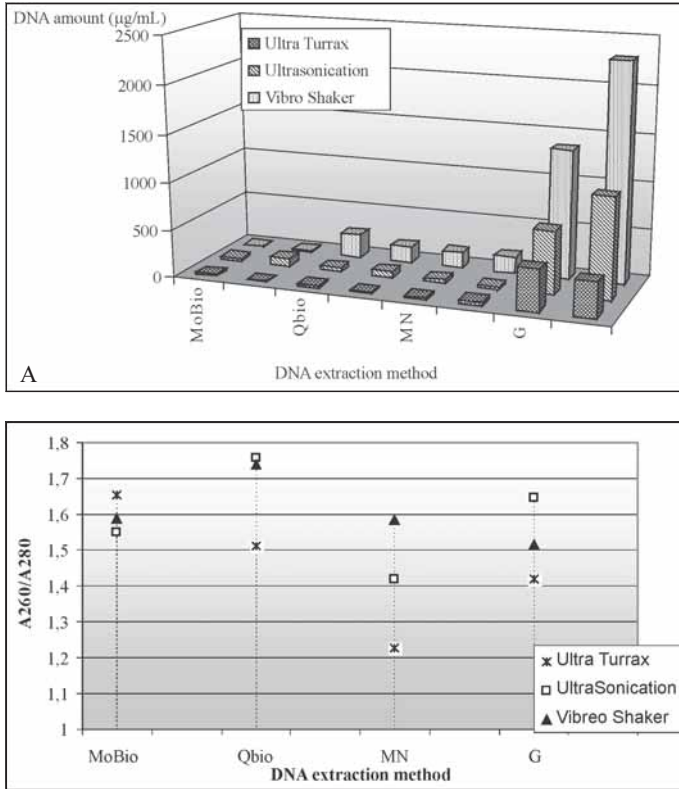 DNA amount (µg/mL)
2500
2000
1500
1000
500
0
Ultra Turrax
Ultrasonication
Vibro Shaker
MoBio
Qbio
MN
G
DNA extraction method
A
A260/A280
1,8
1,7
1,6
1,5
1,4
1,3
1,2
1,1
1
Ultra Turrax
UltraSonication
Vibreo Shaker
MoBio
Qbio
MN
G
DNA extraction method